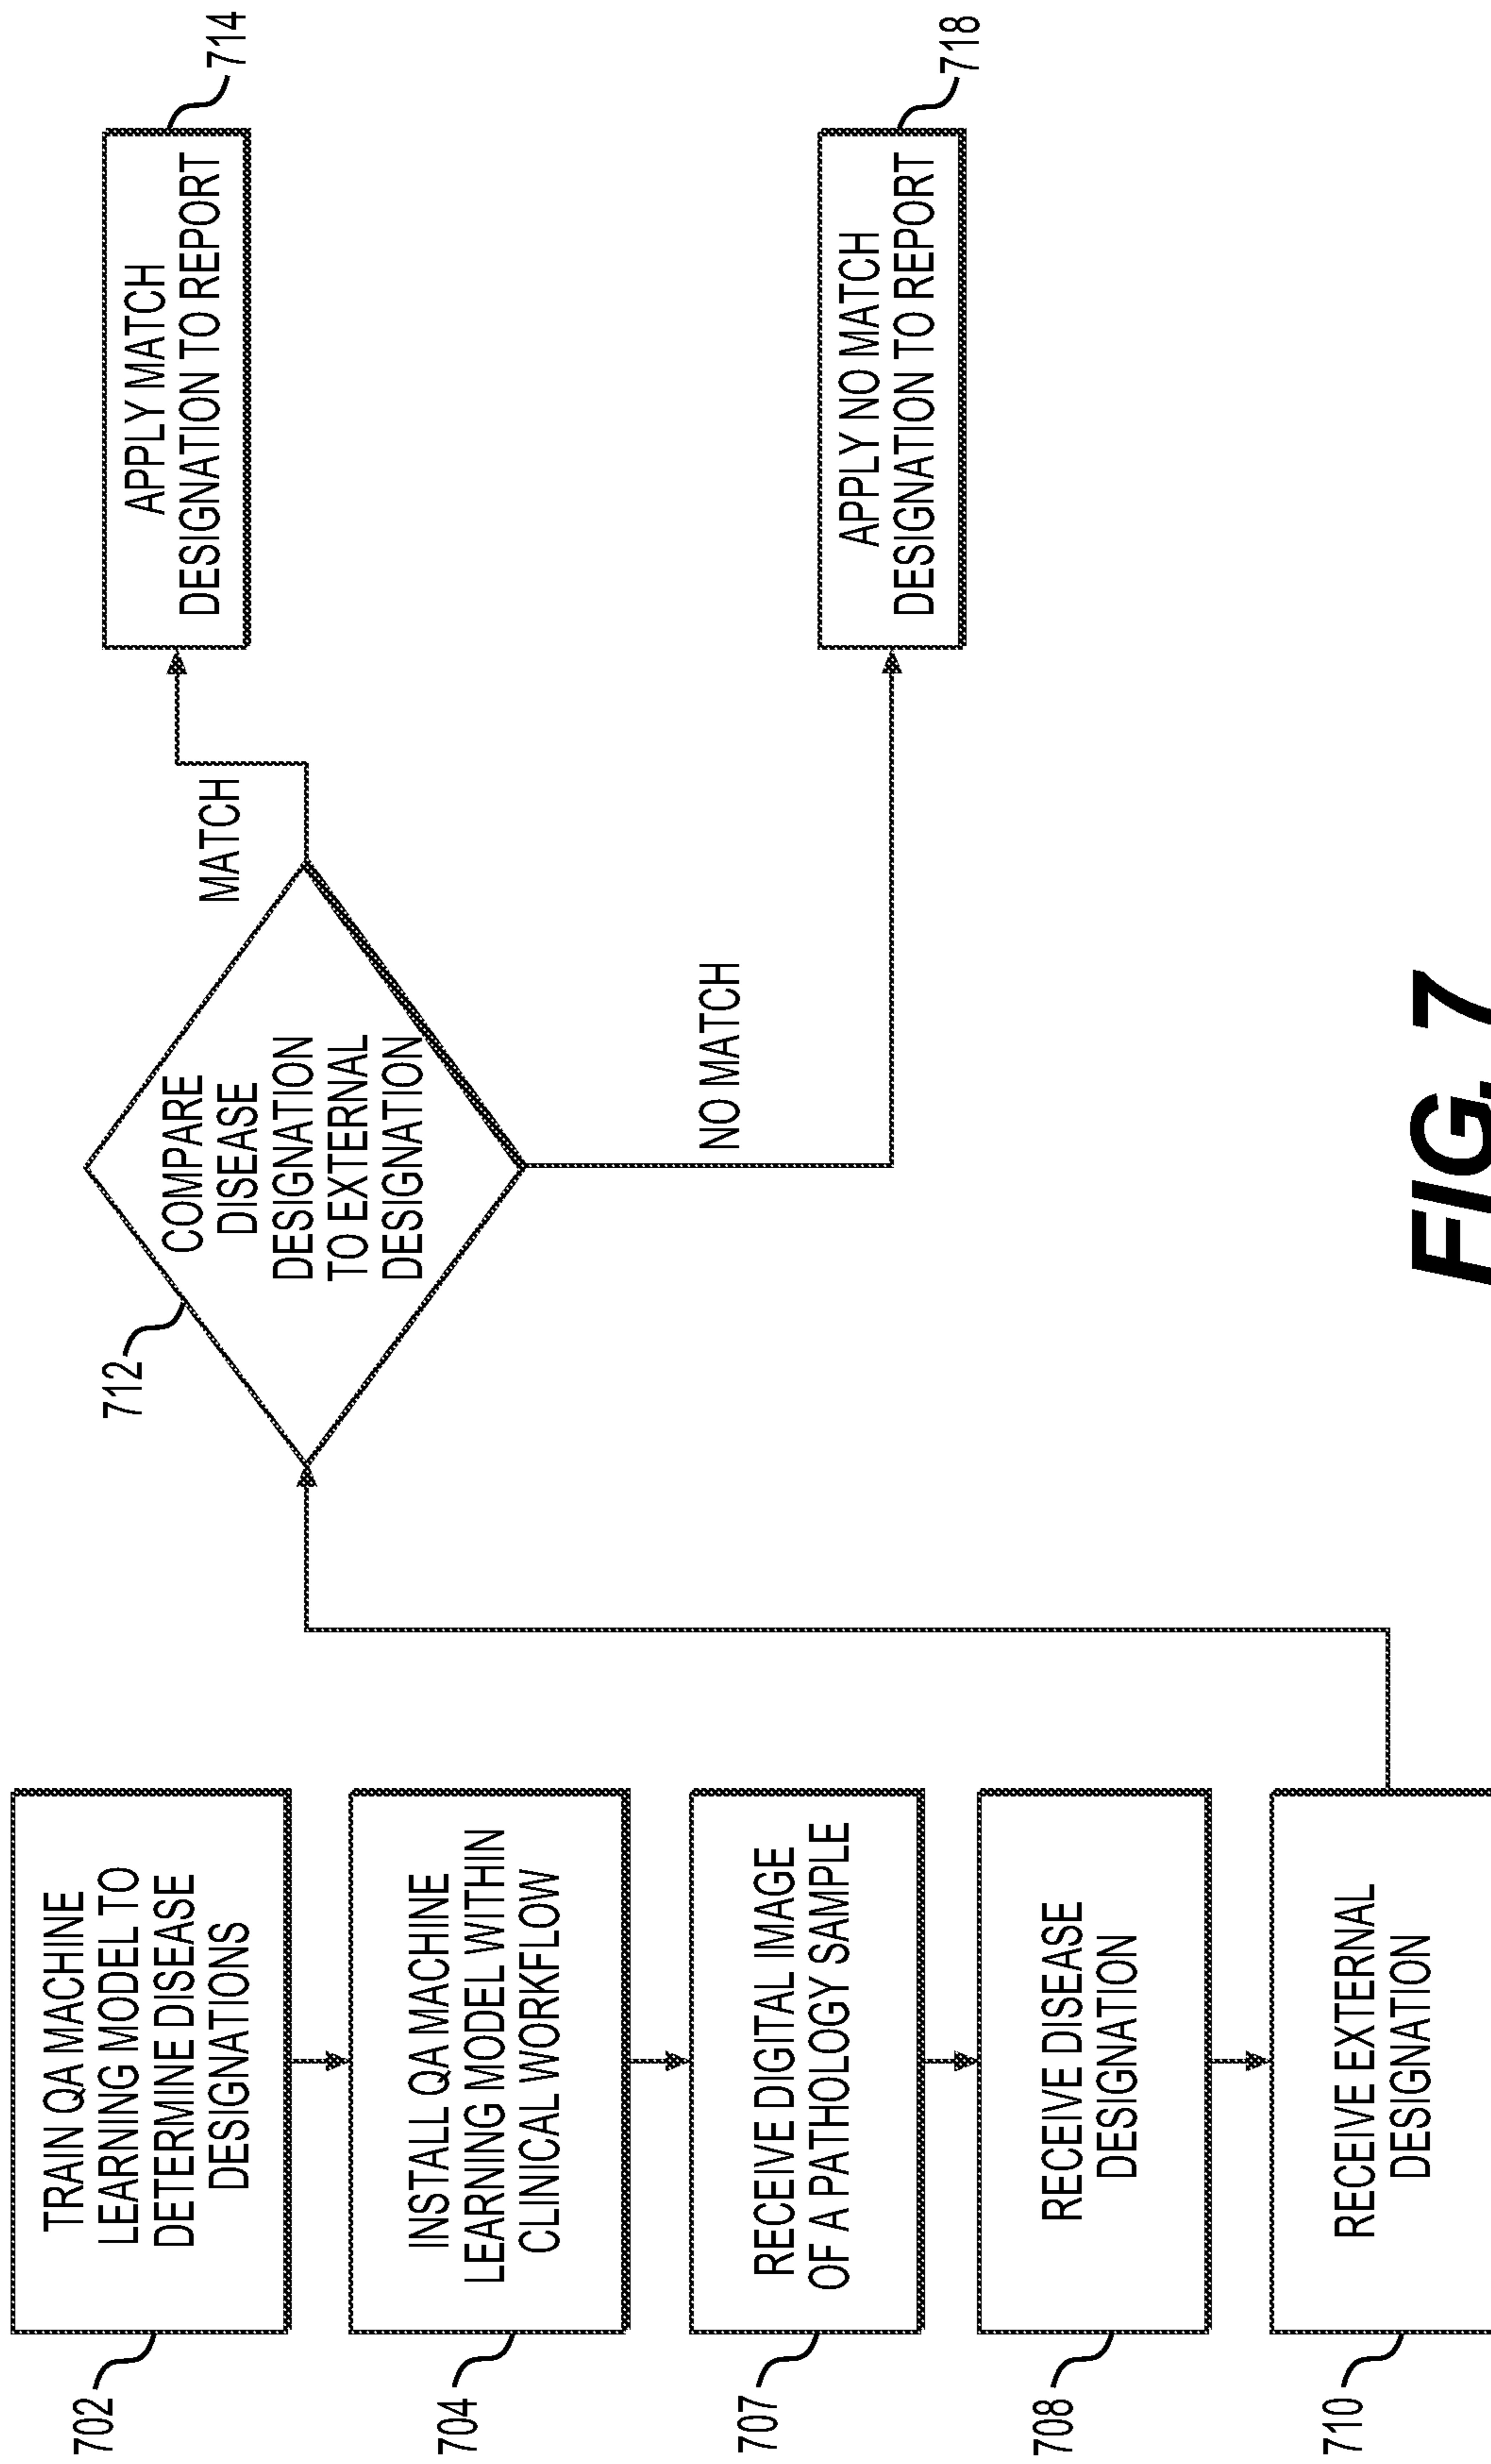 702
TRAIN QA MACHINE
LEARNING MODEL TO
DETERMINE DISEASE
DESIGNATIONS
704
INSTALL QA MACHINE
LEARNING MODEL WITHIN
CLINICAL WORKFLOW
707
RECEIVE DIGITAL IMAGE
OF A PATHOLOGY SAMPLE
708
RECEIVE DISEASE
DESIGNATION
710
RECEIVE EXTERNAL
DESIGNATION
712
COMPARE
DISEASE
DESIGNATION
TO EXTERNAL
DESIGNATION
MATCH
NO MATCH
714
APPLY MATCH
DESIGNATION TO REPORT
718
APPLY NO MATCH
DESIGNATION TO REPORT
FIG. 7